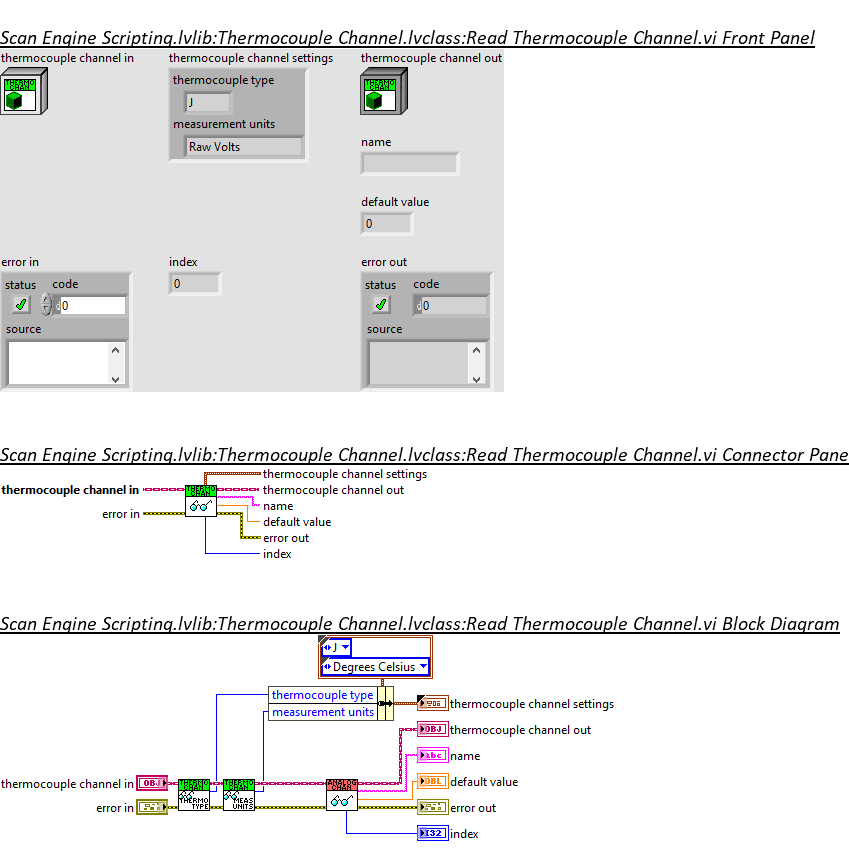 Scan Engine Scripting.lvlib:Thermocouple Channel.lvclass:Read Thermocouple Channel.vi Front Panel
thermocouple channel in
thermocouple channel settings
thermocouple channel out
THERMO
CHAN
thermocouple type
J
measurement units
Raw Volts
THERMO
CHAN
name
default value
0
error in
status
code
d
0
source
index
0
error out
status
code
d
0
source
Scan Engine Scripting.lvlib:Thermocouple Channel.lvclass:Read Thermocouple Channel.vi Connector Pane
thermocouple channel settings
thermocouple channel in
THERMO
CHAN
thermocouple channel out
name
error in
default value
error out
index
Scan Engine Scripting.lvlib:Thermocouple Channel.lvclass:Read Thermocouple Channel.vi Block Diagram
J
Degrees Celsius
thermocouple type
measurement units
thermocouple channel settings
OBJ
thermocouple channel out
abc
name
thermocouple channel in
OBJ
THERMO
CHAN
THERMO
TYPE
THERMO
CHAN
MEAS
UNITS
ANALOG
CHAN
DBL
default value
error in
error out
I32
index